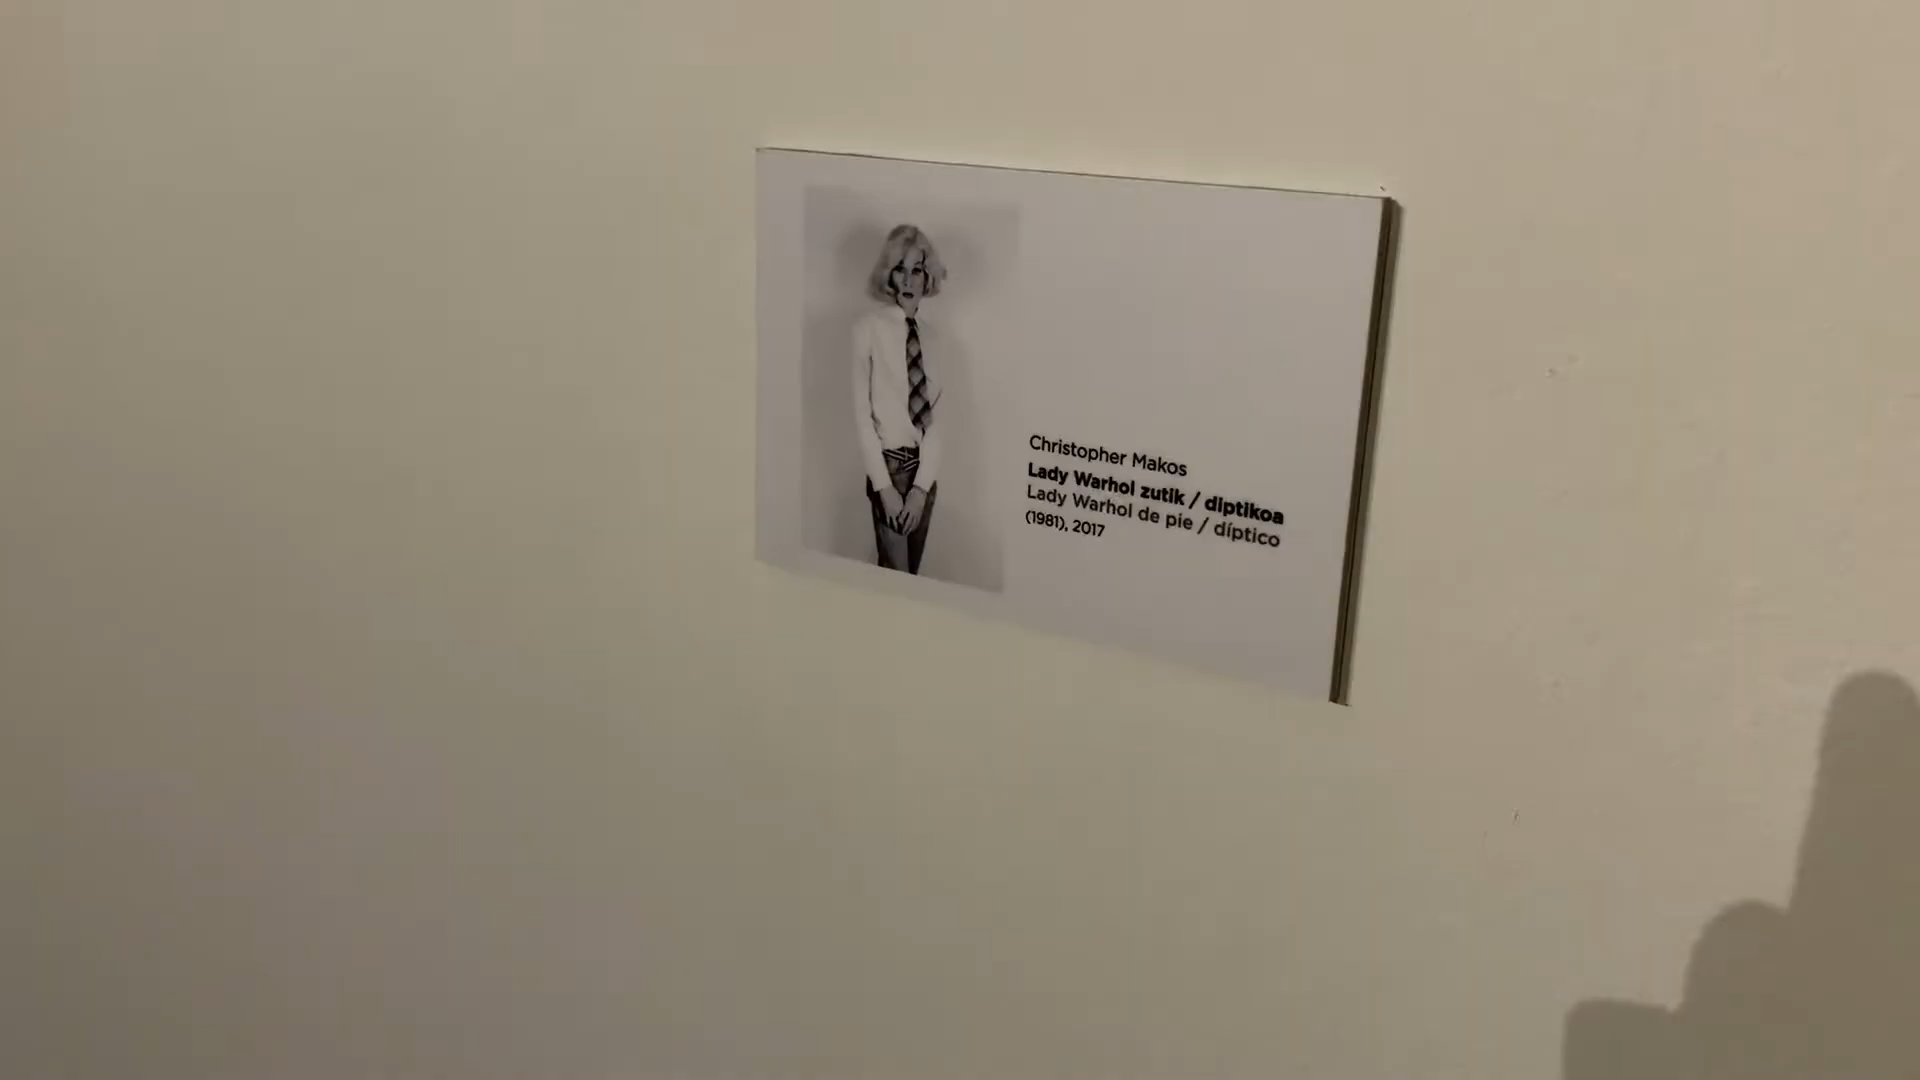 Christopher Makos
Lady Warhol zutik / diptikoa
Lady Warhol de pie / díptico
(1981), 2017